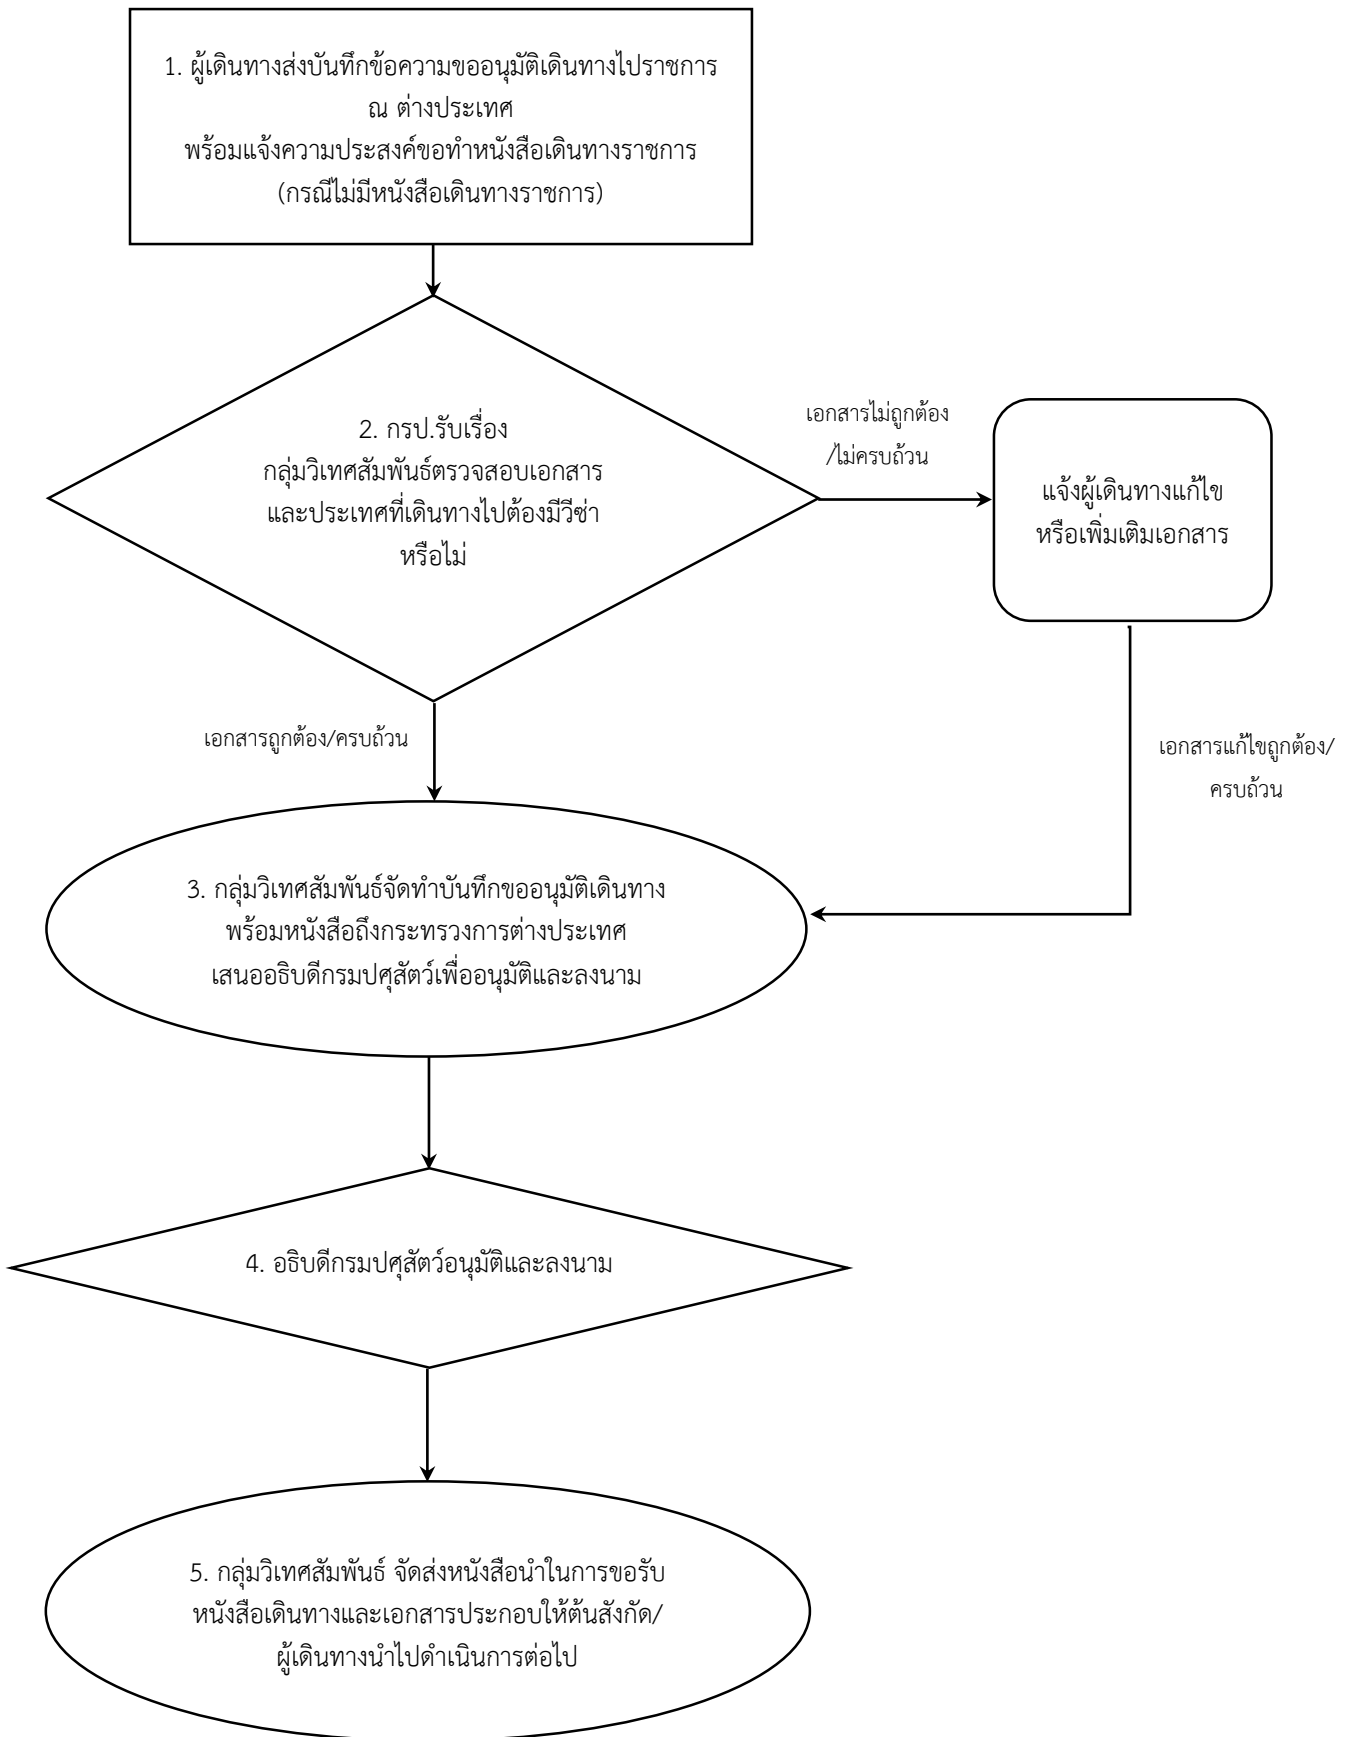 1. ผู้เดินทางส่งบันทึกข้อความขออนุมัติเดินทางไปราชการ
ณ ต่างประเทศ
พร้อมแจ้งความประสงค์ขอทำหนังสือเดินทางราชการ
(กรณีไม่มีหนังสือเดินทางราชการ)
2. กรป.รับเรื่อง
กลุ่มวิเทศสัมพันธ์ตรวจสอบเอกสาร
และประเทศที่เดินทางไปต้องมีวีซ่า
หรือไม่
เอกสารไม่ถูกต้อง
/ไม่ครบถ้วน
แจ้งผู้เดินทางแก้ไข
หรือเพิ่มเติมเอกสาร
เอกสารถูกต้อง/ครบถ้วน
เอกสารแก้ไขถูกต้อง/
ครบถ้วน
3. กลุ่มวิเทศสัมพันธ์จัดทำบันทึกขออนุมัติเดินทาง
พร้อมหนังสือถึงกระทรวงการต่างประเทศ
เสนออธิบดีกรมปศุสัตว์เพื่ออนุมัติและลงนาม
4. อธิบดีกรมปศุสัตว์อนุมัติและลงนาม
5. กลุ่มวิเทศสัมพันธ์ จัดส่งหนังสือนำในการขอรับ
หนังสือเดินทางและเอกสารประกอบให้ต้นสังกัด/
ผู้เดินทางนำไปดำเนินการต่อไป